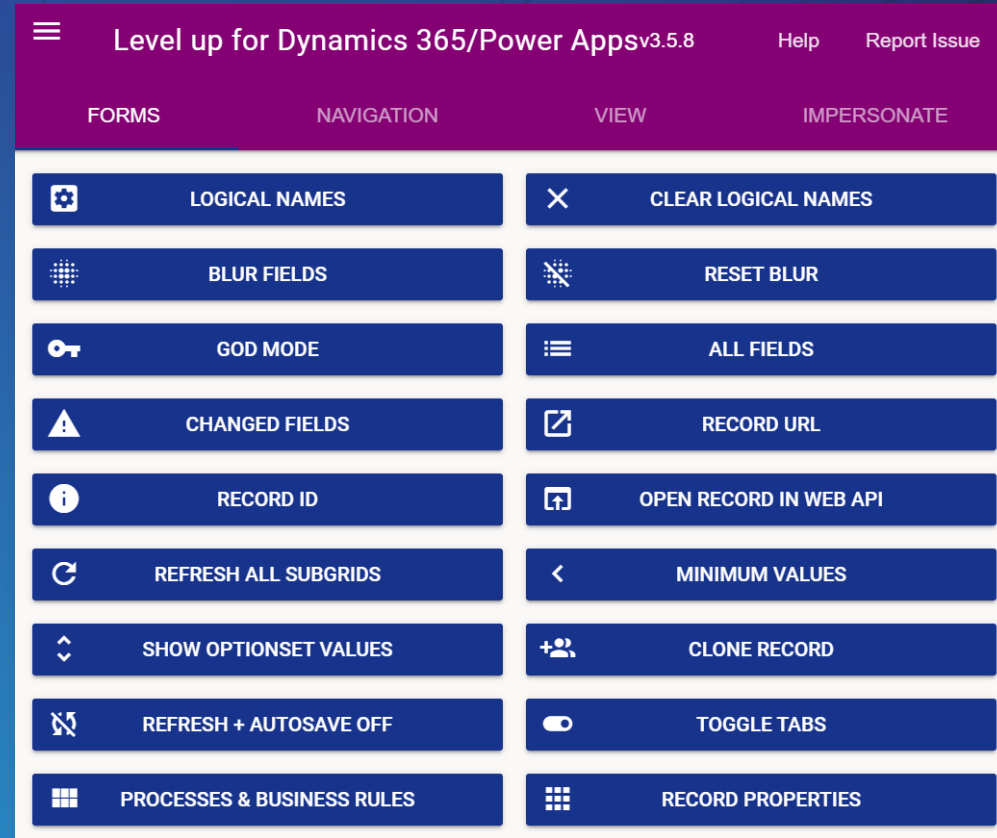 Level up for Dynamics 365/Power Apps v3.5.8 Help Report Issue
FORMS NAVIGATION VIEW IMPERSONATE
LOGICAL NAMES CLEAR LOGICAL NAMES
BLUR FIELDS RESET BLUR
GOD MODE ALL FIELDS
CHANGED FIELDS RECORD URL
RECORD ID OPEN RECORD IN WEB API
REFRESH ALL SUBGRIDS MINIMUM VALUES
SHOW OPTIONSET VALUES CLONE RECORD
REFRESH + AUTOSAVE OFF TOGGLE TABS
PROCESSES & BUSINESS RULES RECORD PROPERTIES